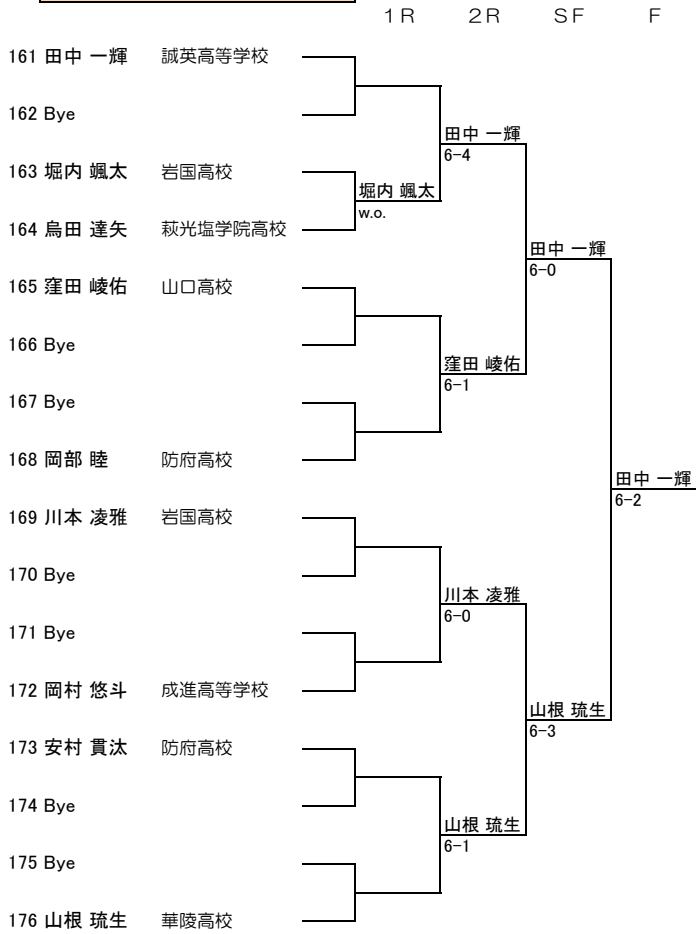 １Ｒ ２Ｒ ＳＦ Ｆ
161 田中 一輝 誠英高等学校
162 Bye
田中 一輝
6-4
163 堀内 颯太 岩国高校
堀内 颯太
w.o.
164 鳥田 達矢 萩光塩学院高校
田中 一輝
6-0
165 窪田 崚佑 山口高校
166 Bye
窪田 崚佑
6-1
167 Bye
168 岡部 睦 防府高校
田中 一輝
6-2
169 川本 凌雅 岩国高校
170 Bye
川本 凌雅
6-0
171 Bye
172 岡村 悠斗 成進高等学校
山根 琉生
6-3
173 安村 貫汰 防府高校
174 Bye
山根 琉生
6-1
175 Bye
176 山根 琉生 華陵高校